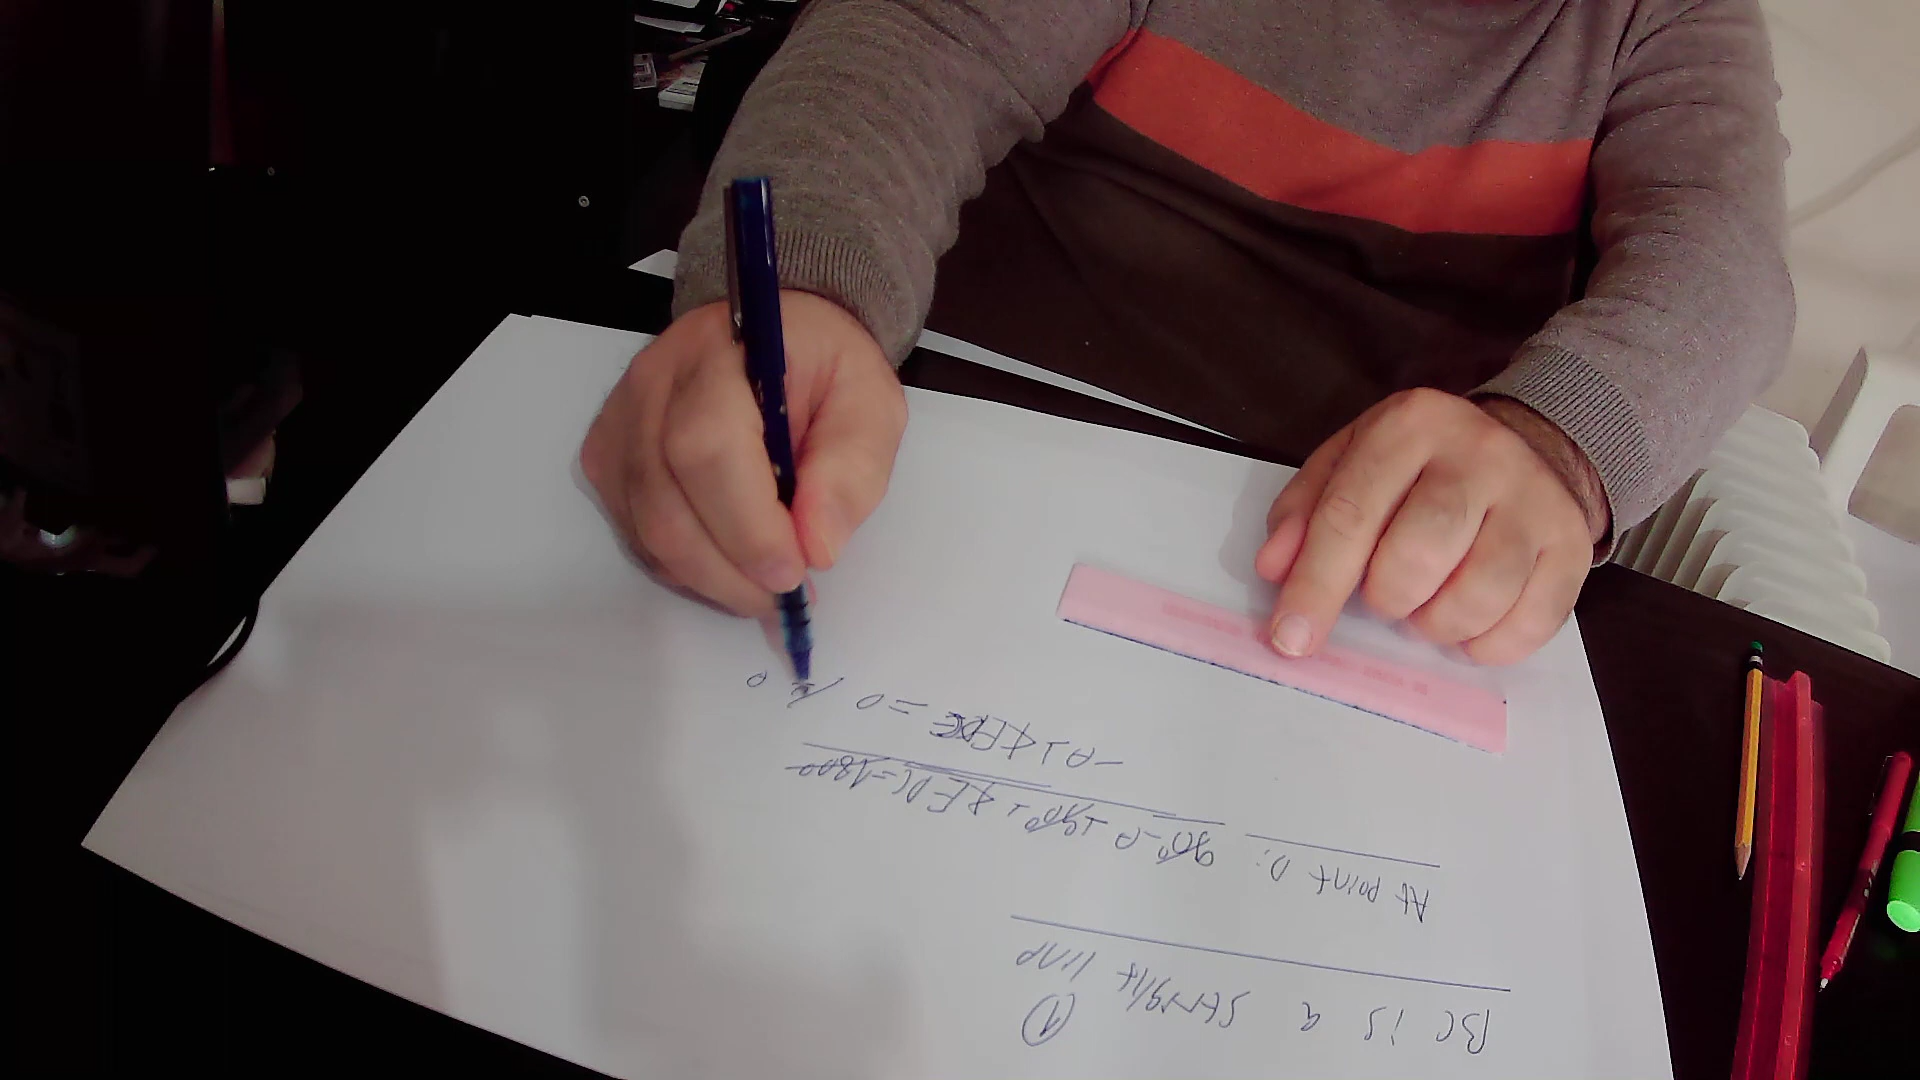 BC is a straight line ①
At point D: 90°-θ+90°+∢EDC=180°
-θ+∢EDC=0 /+θ